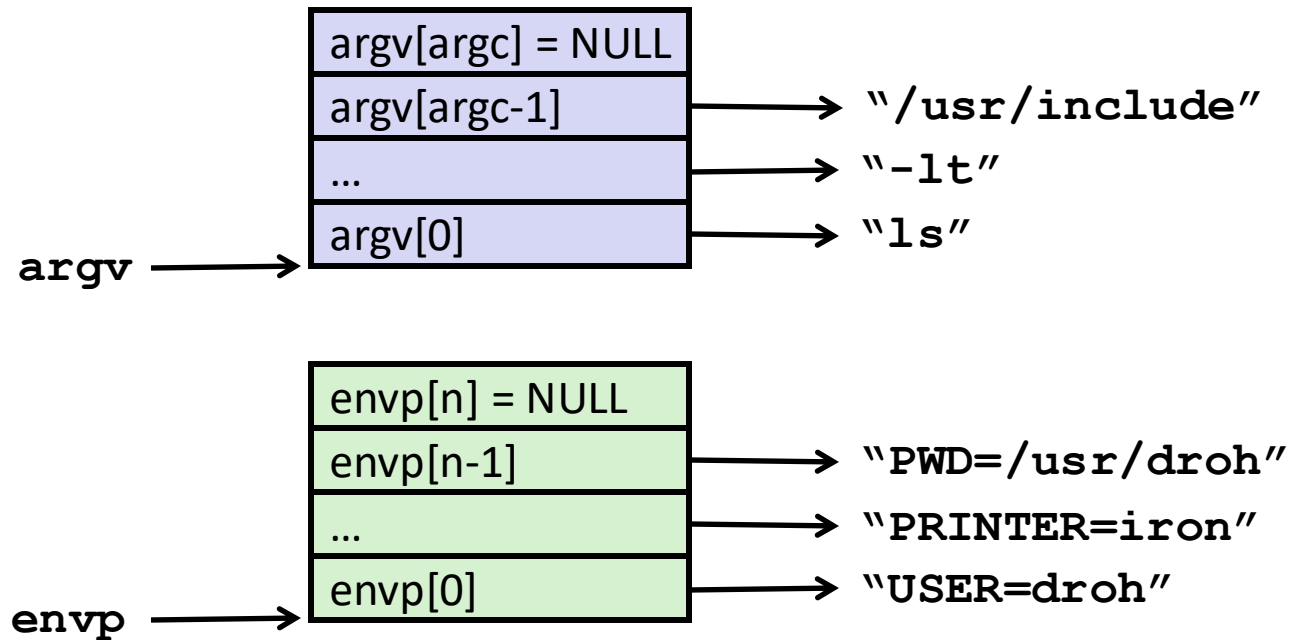 argv[argc] = NULL
argv[argc-1] “/usr/include”
… “-lt”
argv[0] “ls”
argv
envp[n] = NULL
envp[n-1] “PWD=/usr/droh”
… “PRINTER=iron”
envp[0] “USER=droh”
envp